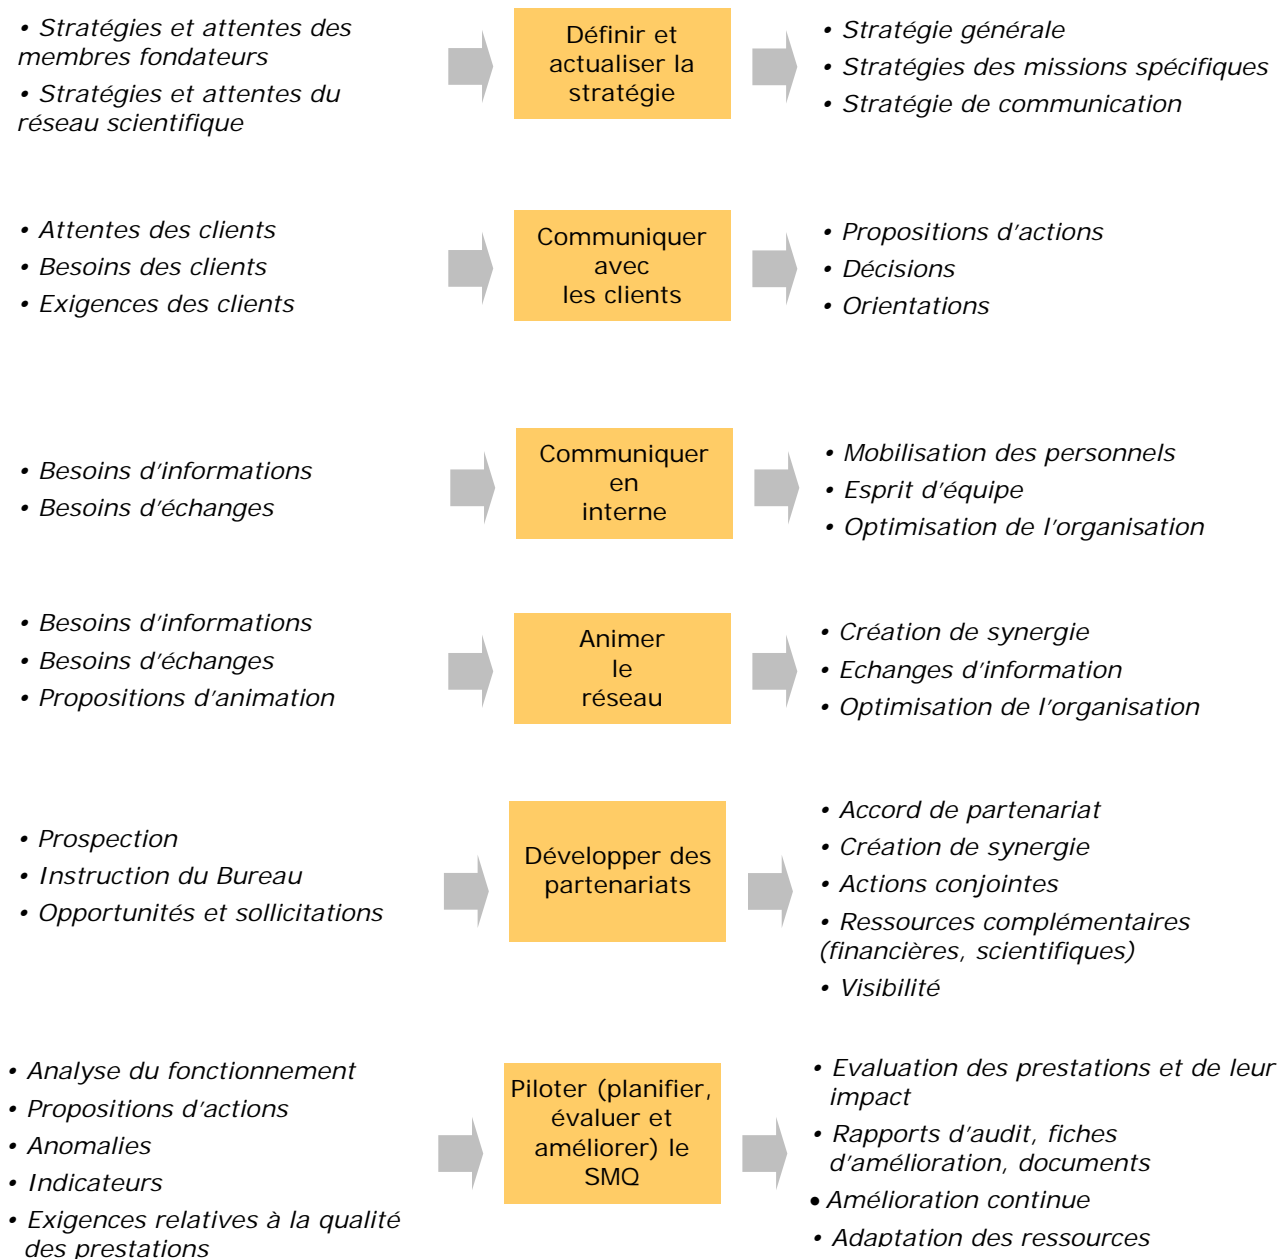 • Stratégies et attentes des
membres fondateurs
• Stratégies et attentes du
réseau scientifique
Définir et
actualiser la
stratégie
• Stratégie générale
• Stratégies des missions spécifiques
• Stratégie de communication
• Attentes des clients
• Besoins des clients
• Exigences des clients
Communiquer
avec
les clients
• Propositions d'actions
• Décisions
• Orientations
• Besoins d’informations
• Besoins d’échanges
Communiquer
en
interne
• Mobilisation des personnels
• Esprit d’équipe
• Optimisation de l’organisation
• Besoins d’informations
• Besoins d’échanges
• Propositions d’animation
Animer
le
réseau
• Création de synergie
• Echanges d’information
• Optimisation de l’organisation
• Prospection
• Instruction du Bureau
• Opportunités et sollicitations
Développer des
partenariats
• Accord de partenariat
• Création de synergie
• Actions conjointes
• Ressources complémentaires
(financières, scientifiques)
• Visibilité
• Analyse du fonctionnement
• Propositions d'actions
• Anomalies
• Indicateurs
• Exigences relatives à la qualité
des prestations
Piloter (planifier,
évaluer et
améliorer) le
SMQ
• Evaluation des prestations et de leur
impact
• Rapports d’audit, fiches
d’amélioration, documents
• Amélioration continue
• Adaptation des ressources